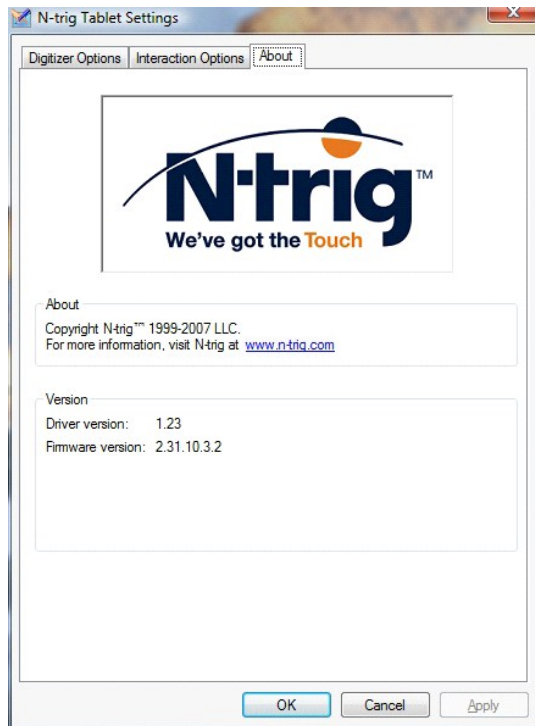 N-trig Tablet Settings
Digitizer Options Interaction Options About
N-trig™
We've got the Touch
About
Copyright N-trig™ 1999-2007 LLC.
For more information, visit N-trig at www.n-trig.com
Version
Driver version: 1.23
Firmware version: 2.31.10.3.2
OK Cancel Apply